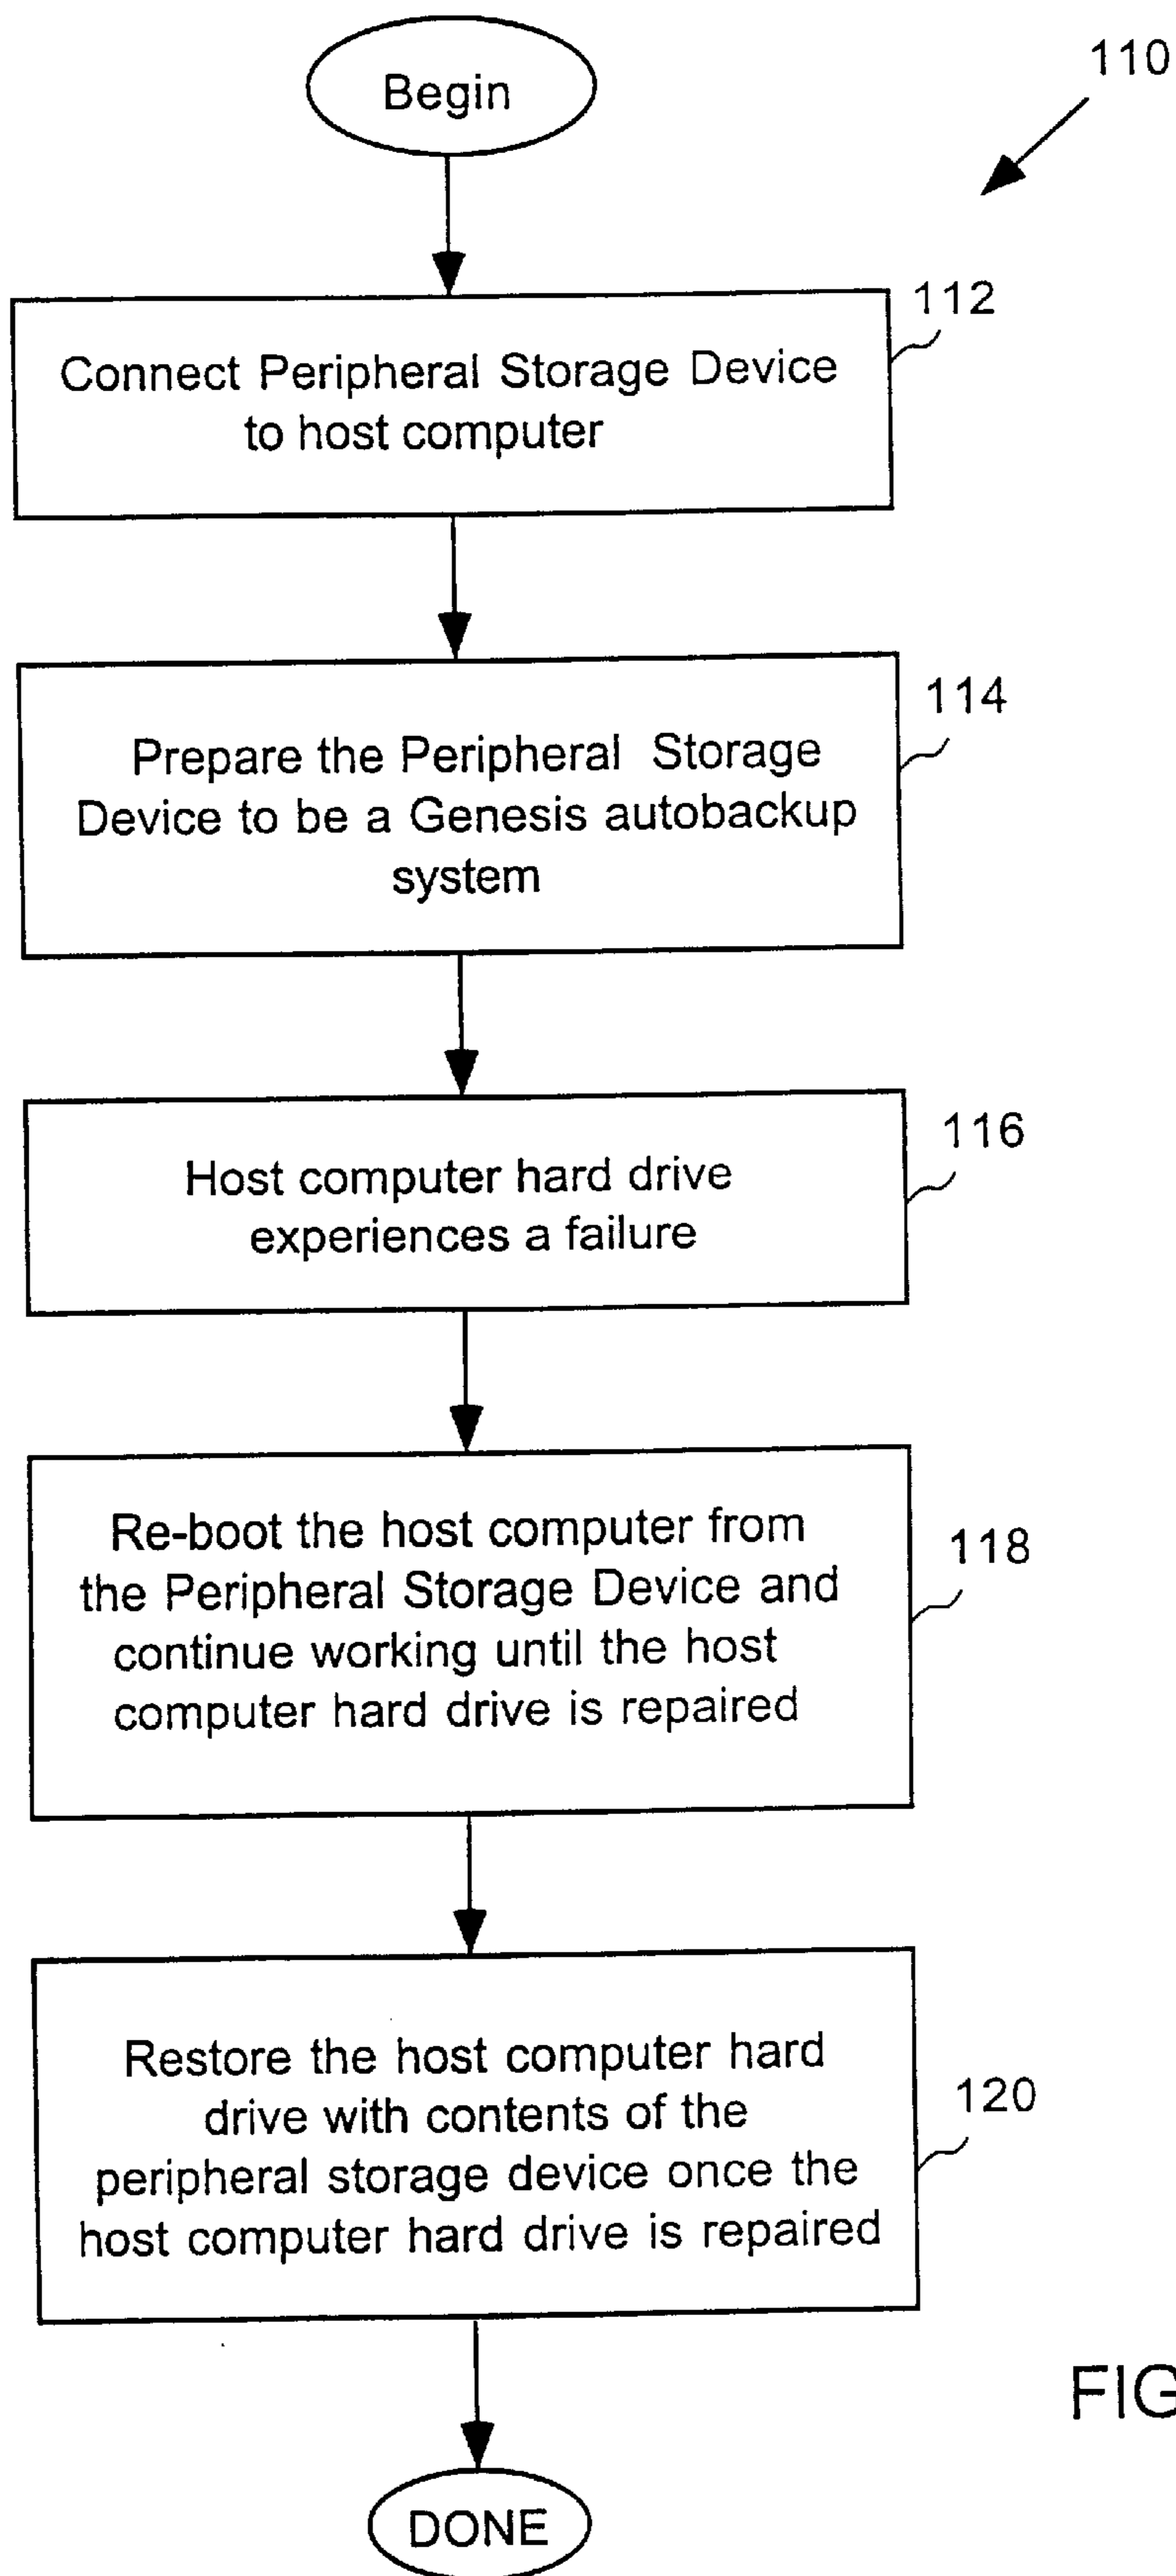 Begin
110
112
Connect Peripheral Storage Device
to host computer
114
Prepare the Peripheral Storage
Device to be a Genesis autobackup
system
116
Host computer hard drive
experiences a failure
118
Re-boot the host computer from
the Peripheral Storage Device and
continue working until the host
computer hard drive is repaired
120
Restore the host computer hard
drive with contents of the
peripheral storage device once the
host computer hard drive is repaired
FIG
DONE